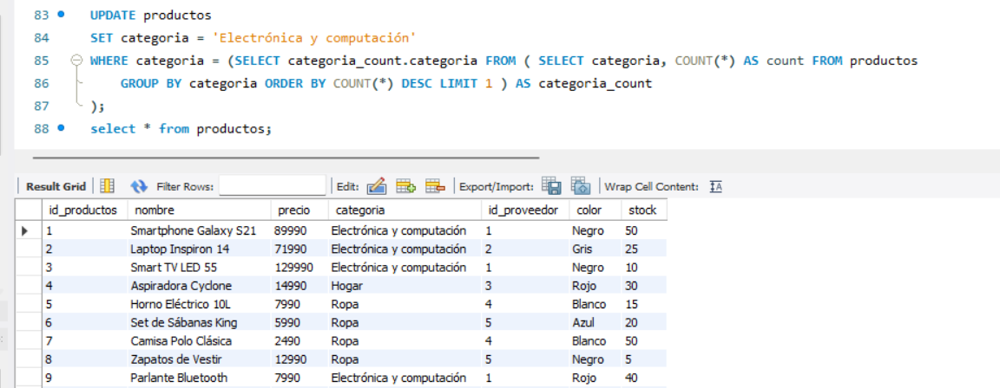 83 UPDATE productos
84 SET categoria = 'Electrónica y computación'
85 WHERE categoria = (SELECT categoria_count.categoria FROM ( SELECT categoria, COUNT(*) AS count FROM productos
86 GROUP BY categoria ORDER BY COUNT(*) DESC LIMIT 1 ) AS categoria_count
87 );
88 select * from productos;
Result Grid Filter Rows: Edit: Export/Import: Wrap Cell Content: IA
id_productos nombre precio categoria id_proveedor color stock
1 Smartphone Galaxy S21 89990 Electrónica y computación 1 Negro 50
2 Laptop Inspiron 14 71990 Electrónica y computación 2 Gris 25
3 Smart TV LED 55 129990 Electrónica y computación 1 Negro 10
4 Aspiradora Cyclone 14990 Hogar 3 Rojo 30
5 Horno Eléctrico 10L 7990 Ropa 4 Blanco 15
6 Set de Sábanas King 5990 Ropa 5 Azul 20
7 Camisa Polo Clásica 2490 Ropa 4 Blanco 50
8 Zapatos de Vestir 12990 Ropa 5 Negro 5
9 Parlante Bluetooth 7990 Electrónica y computación 1 Rojo 40